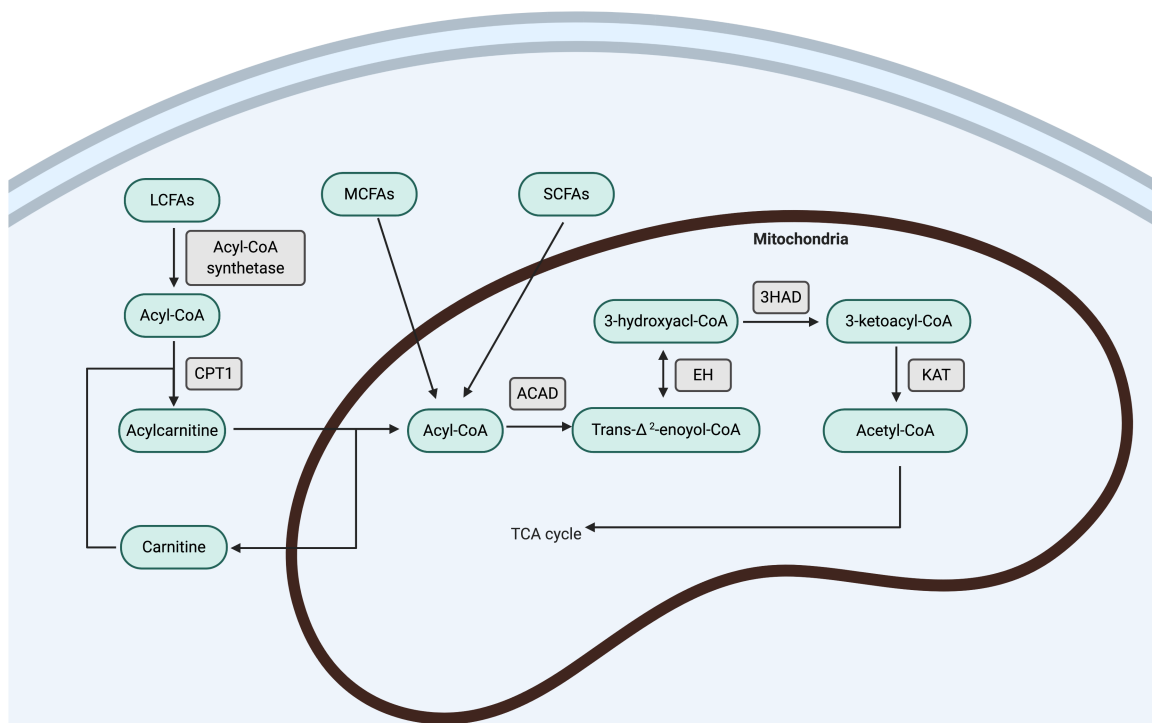 LCFAs
MCFAs
SCFAs
Acyl-CoA
synthetase
Mitochondria
Acyl-CoA
3-hydroxyacl-CoA
3HAD
3-ketoacyl-CoA
CPT1
ACAD
EH
KAT
Acylcarnitine
Acyl-CoA
Trans-Δ²-enoyol-CoA
Acetyl-CoA
TCA cycle
Carnitine